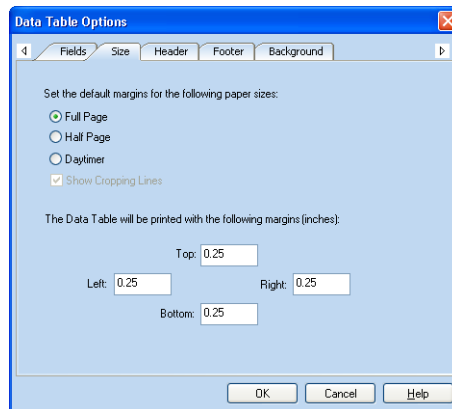 Data Table Options
Fields Size Header Footer Background
Set the default margins for the following paper sizes:
Full Page
Half Page
Daytimer
Show Cropping Lines
The Data Table will be printed with the following margins (inches):
Top: 0.25
Left: 0.25 Right: 0.25
Bottom: 0.25
OK Cancel Help